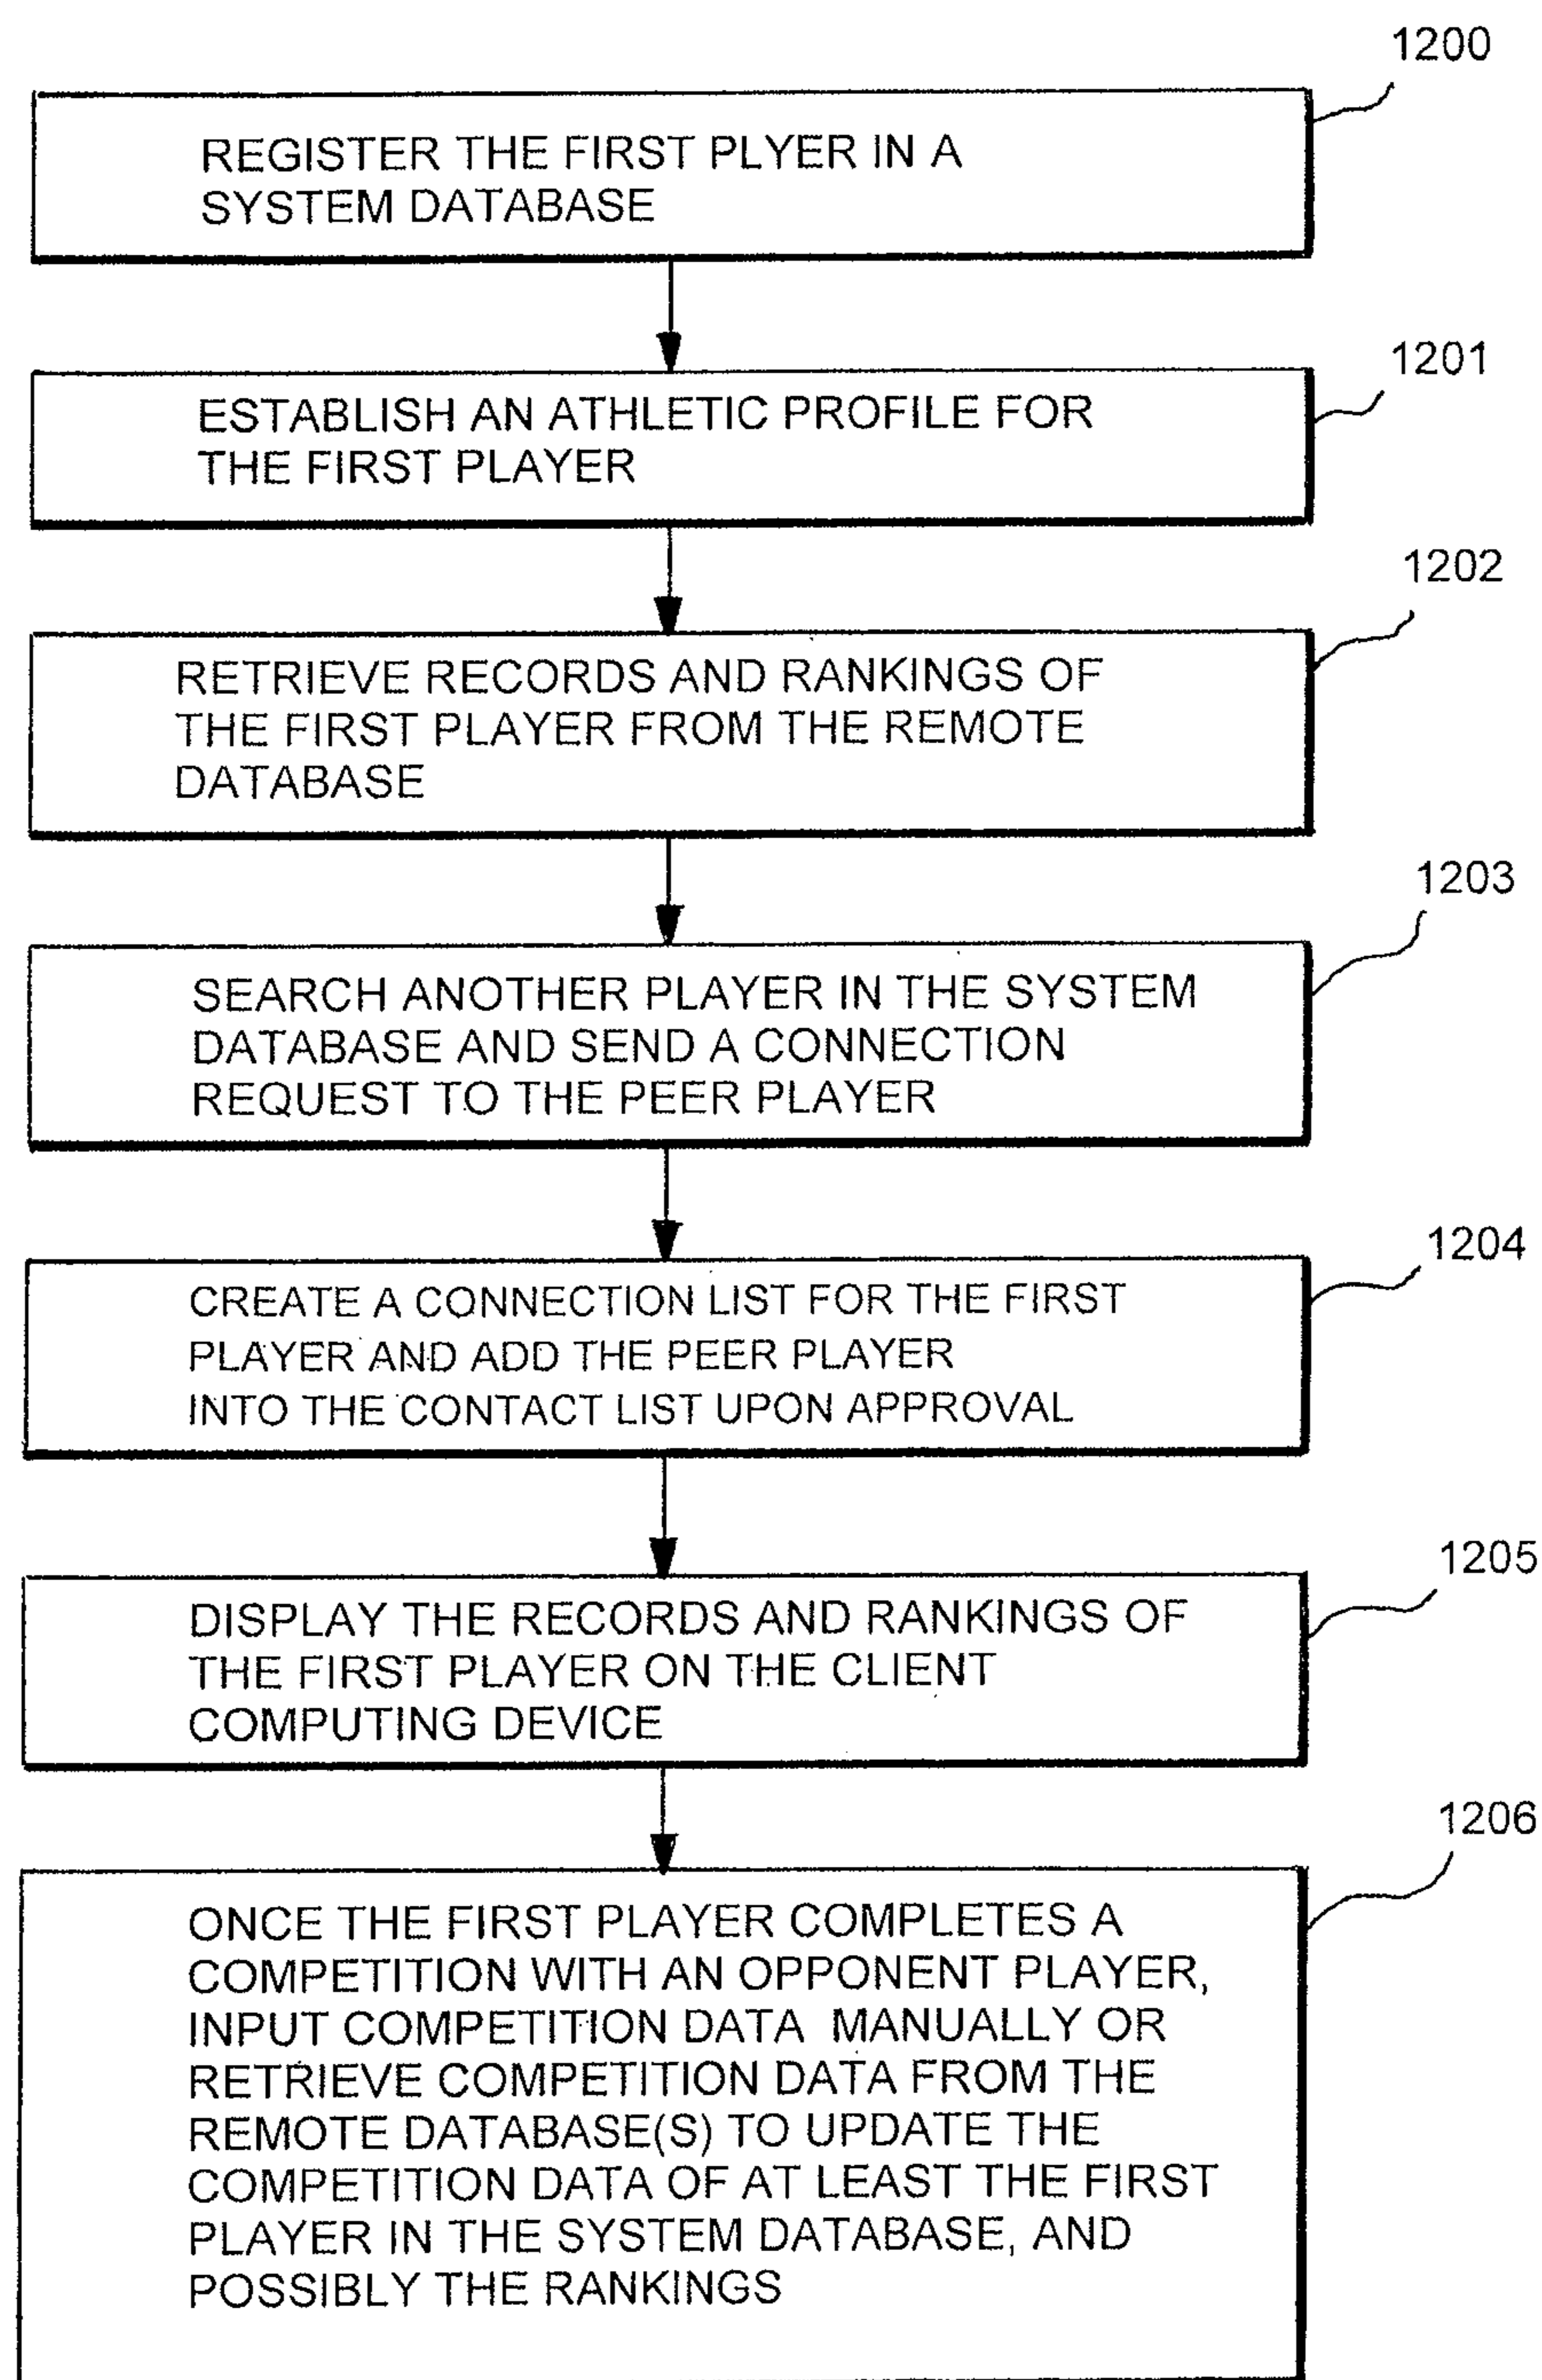 1200
REGISTER THE FIRST PLYER IN A
SYSTEM DATABASE
1201
ESTABLISH AN ATHLETIC PROFILE FOR
THE FIRST PLAYER
1202
RETRIEVE RECORDS AND RANKINGS OF
THE FIRST PLAYER FROM THE REMOTE
DATABASE
1203
SEARCH ANOTHER PLAYER IN THE SYSTEM
DATABASE AND SEND A CONNECTION
REQUEST TO THE PEER PLAYER
1204
CREATE A CONNECTION LIST FOR THE FIRST
PLAYER AND ADD THE PEER PLAYER
INTO THE CONTACT LIST UPON APPROVAL
1205
DISPLAY THE RECORDS AND RANKINGS OF
THE FIRST PLAYER ON THE CLIENT
COMPUTING DEVICE
1206
ONCE THE FIRST PLAYER COMPLETES A
COMPETITION WITH AN OPPONENT PLAYER,
INPUT COMPETITION DATA MANUALLY OR
RETRIEVE COMPETITION DATA FROM THE
REMOTE DATABASE(S) TO UPDATE THE
COMPETITION DATA OF AT LEAST THE FIRST
PLAYER IN THE SYSTEM DATABASE, AND
POSSIBLY THE RANKINGS